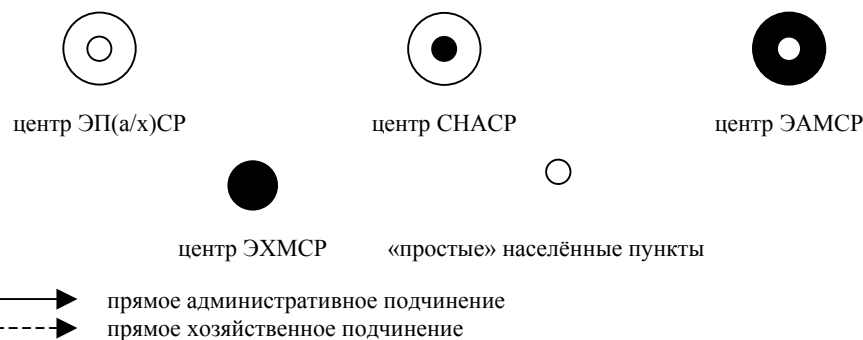 центр ЭП(а/х)СР центр СНАСР центр ЭАМСР
центр ЭХМСР «простые» населённые пункты
прямое административное подчинение
прямое хозяйственное подчинение